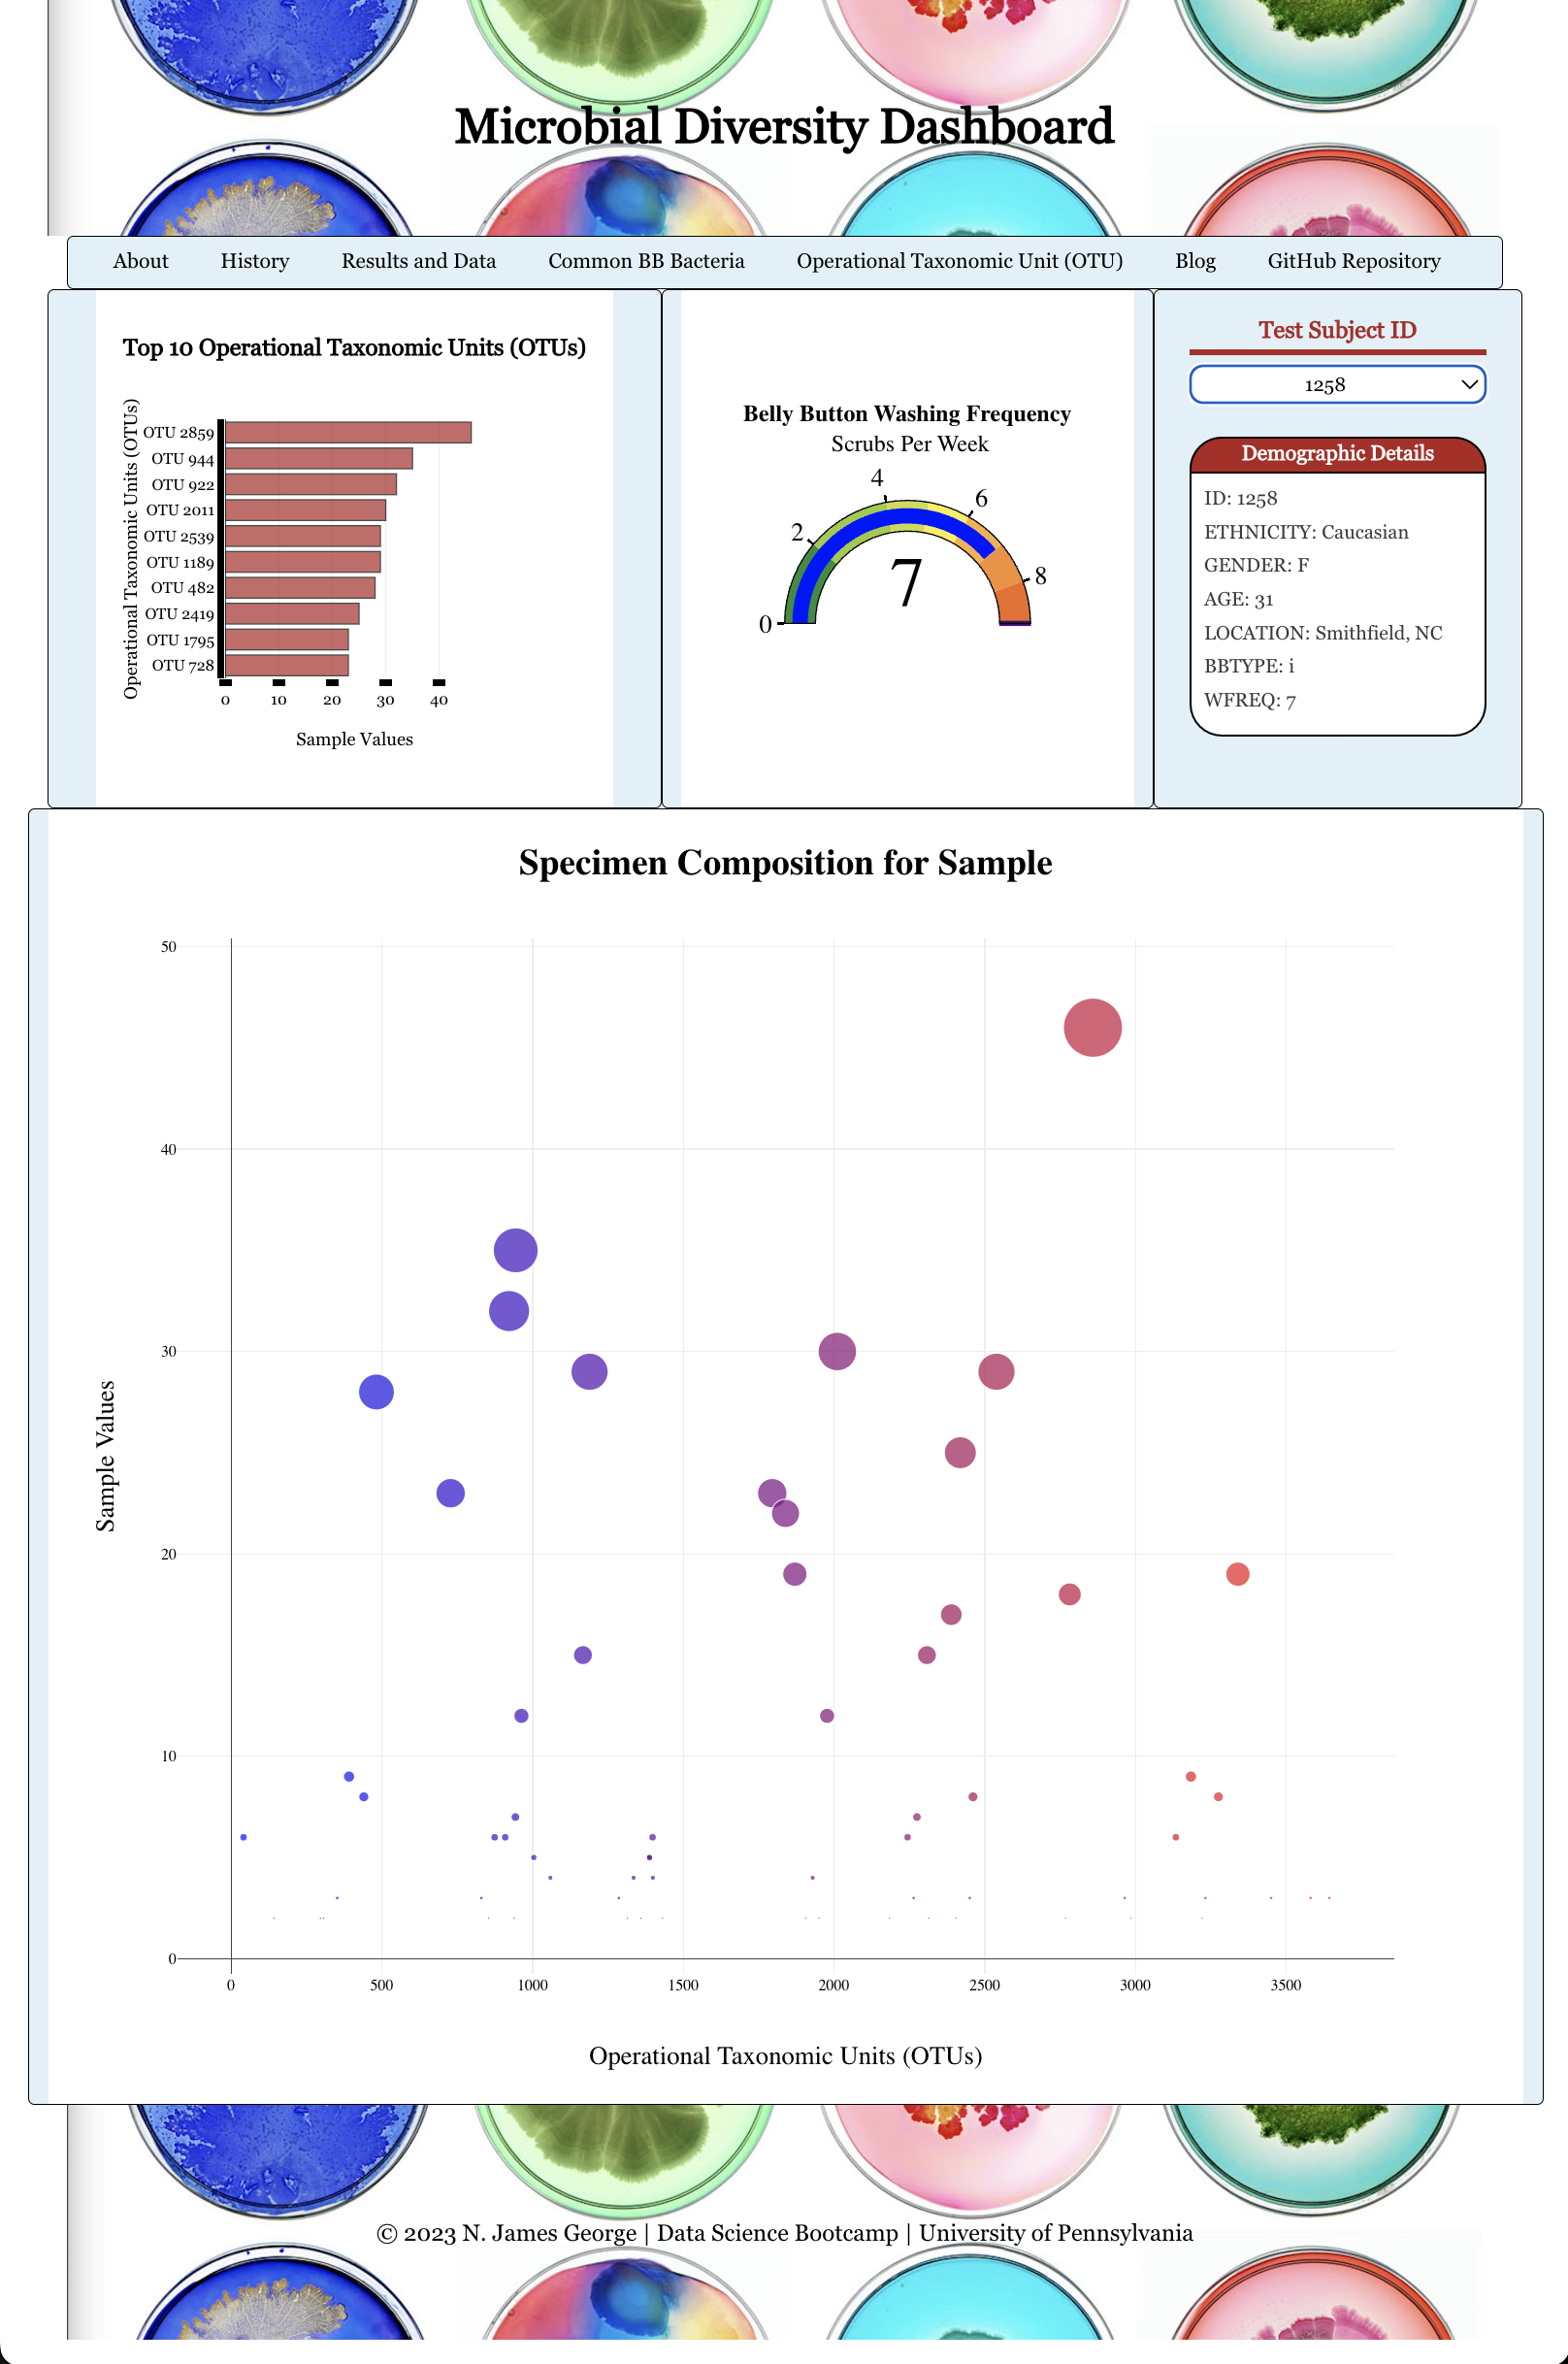 Microbial Diversity Dashboard
About History Results and Data Common BB Bacteria Operational Taxonomic Unit (OTU) Blog GitHub Repository
Top 10 Operational Taxonomic Units (OTUs)
Operational Taxonomic Units (OTUs)
OTU 2859
OTU 944
OTU 922
OTU 2011
OTU 2539
OTU 1189
OTU 482
OTU 2419
OTU 1795
OTU 728
0 10 20 30 40
Sample Values
Belly Button Washing Frequency
Scrubs Per Week
0 2 4 6 8
7
Test Subject ID
1258
Demographic Details
ID: 1258
ETHNICITY: Caucasian
GENDER: F
AGE: 31
LOCATION: Smithfield, NC
BBTYPE: i
WFREQ: 7
Specimen Composition for Sample
Sample Values
50
40
30
20
10
0
0 500 1000 1500 2000 2500 3000 3500
Operational Taxonomic Units (OTUs)
© 2023 N. James George | Data Science Bootcamp | University of Pennsylvania